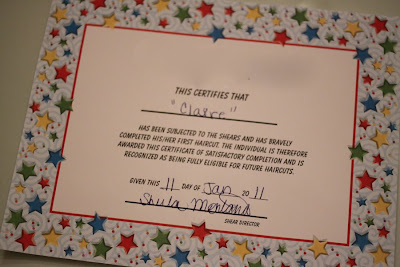 THIS CERTIFIES THAT
"Claire"
HAS BEEN SUBJECTED TO THE SHEARS AND HAS BRAVELY
COMPLETED HIS/HER FIRST HAIRCUT. THE INDIVIDUAL IS THEREFORE
AWARDED THIS CERTIFICATE OF SATISFACTORY COMPLETION AND IS
RECOGNIZED AS BEING FULLY ELIGIBLE FOR FUTURE HAIRCUTS.
GIVEN THIS 11 DAY OF Jan 20 11
Shula
SHEAR DIRECTOR